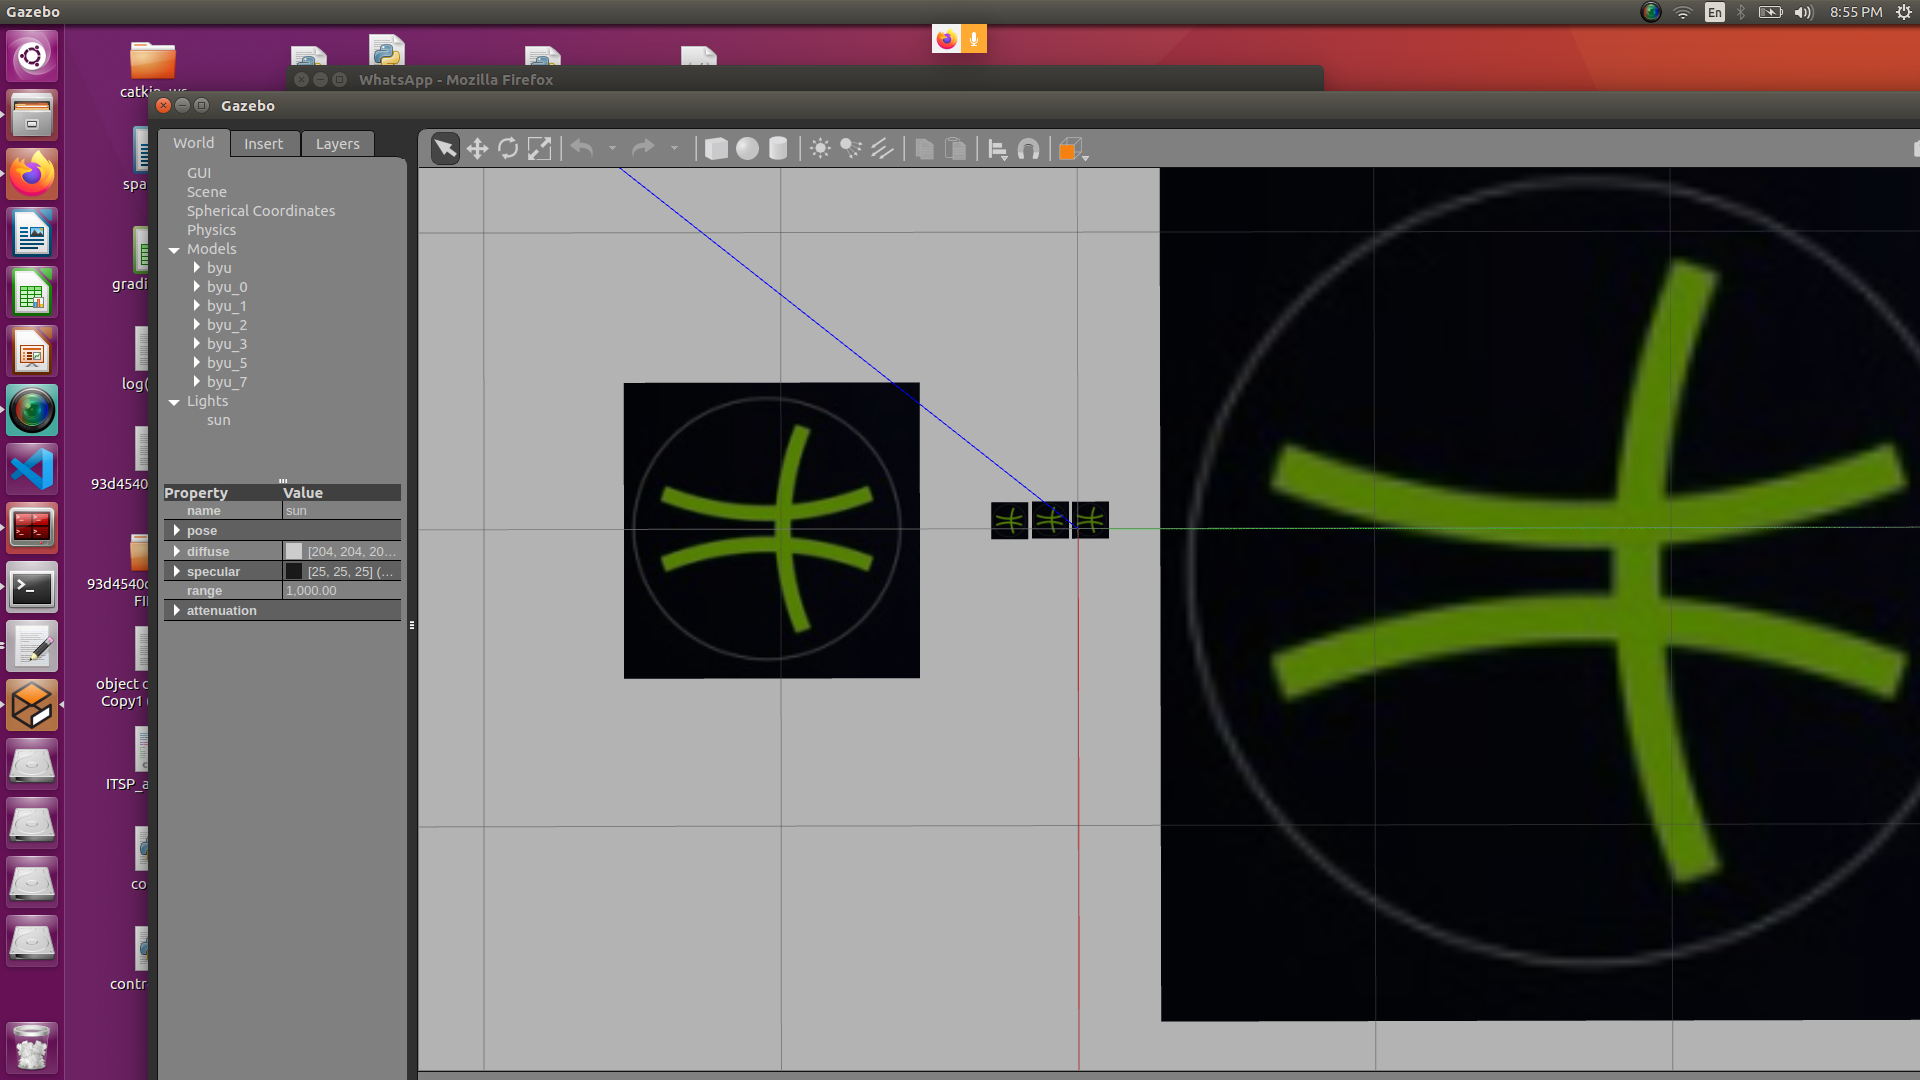 Gazebo
En
8:55 PM
WhatsApp - Mozilla Firefox
Gazebo
World
Insert
Layers
GUI
Scene
Spherical Coordinates
Physics
Models
byu
byu_0
byu_1
byu_2
byu_3
byu_5
byu_7
Lights
sun
Property Value
name sun
pose
diffuse [204, 204, 20...
specular [25, 25, 25] (...
range 1,000.00
attenuation
catkin_ws
spa
gradi
log(
93d4540
93d4540c
FI
object c
Copy1 (
ITSP_a
co
contr